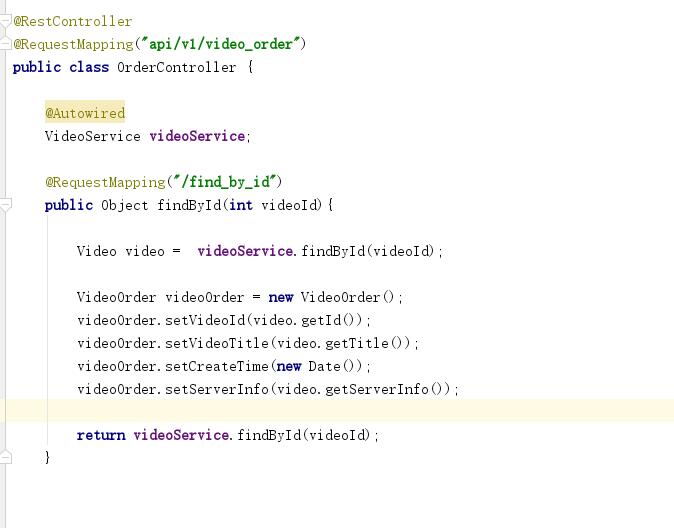 @RestController
@RequestMapping("api/v1/video_order")
public class OrderController {
@Autowired
VideoService videoService;
@RequestMapping("/find_by_id")
public Object findById(int videoId){
Video video =  videoService.findById(videoId);
VideoOrder videoOrder = new VideoOrder();
videoOrder.setVideoId(video.getId());
videoOrder.setVideoTitle(video.getTitle());
videoOrder.setCreateTime(new Date());
videoOrder.setServerInfo(video.getServerInfo());
return videoService.findById(videoId);
}